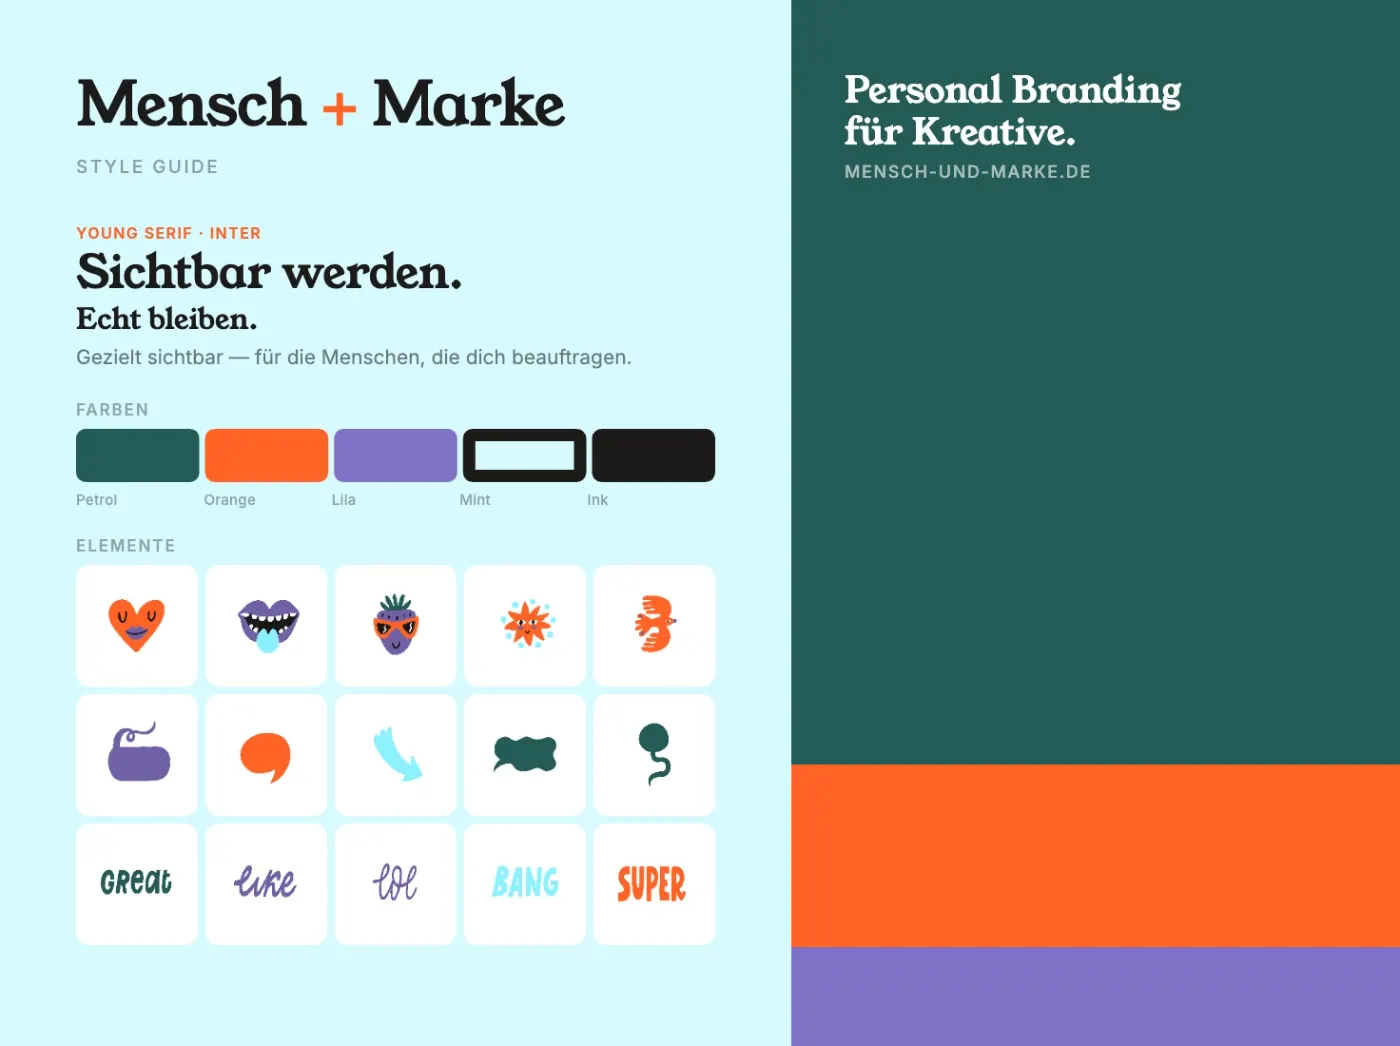 Mensch + Marke
STYLE GUIDE
YOUNG SERIF · INTER
Sichtbar werden.
Echt bleiben.
Gezielt sichtbar — für die Menschen, die dich beauftragen.
FARBEN
Petrol
Orange
Lila
Mint
Ink
ELEMENTE
GREat
like
lol
BANG
SUPER
Personal Branding
für Kreative.
MENSCH-UND-MARKE.DE